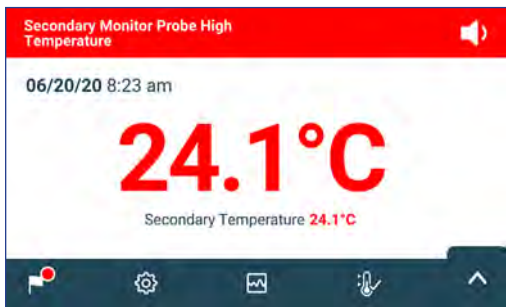 Secondary Monitor Probe High
Temperature
06/20/20 8:23 am
24.1°C
Secondary Temperature 24.1°C